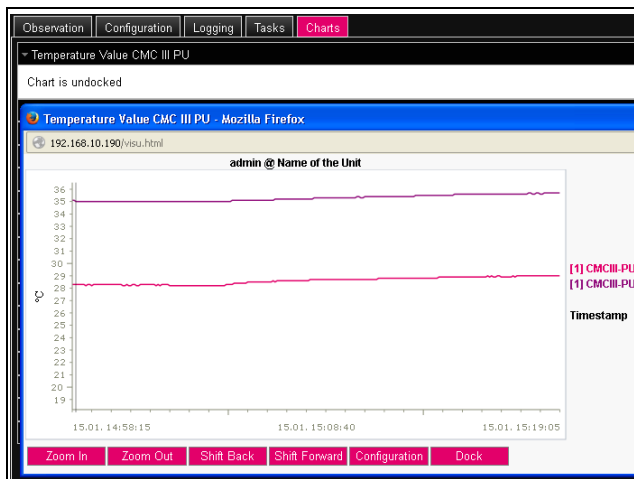 Observation Configuration Logging Tasks Charts
Temperature Value CMC III PU
Chart is undocked
Temperature Value CMC III PU - Mozilla Firefox
192.168.10.190/visu.html
admin @ Name of the Unit
36
35
34
33
32
31
30
29
28
27
26
25
24
23
22
21
20
19
°C
[1] CMCIII-PU
[1] CMCIII-PU
Timestamp
15.01. 14:58:15 15.01. 15:08:40 15.01. 15:19:05
Zoom In Zoom Out Shift Back Shift Forward Configuration Dock